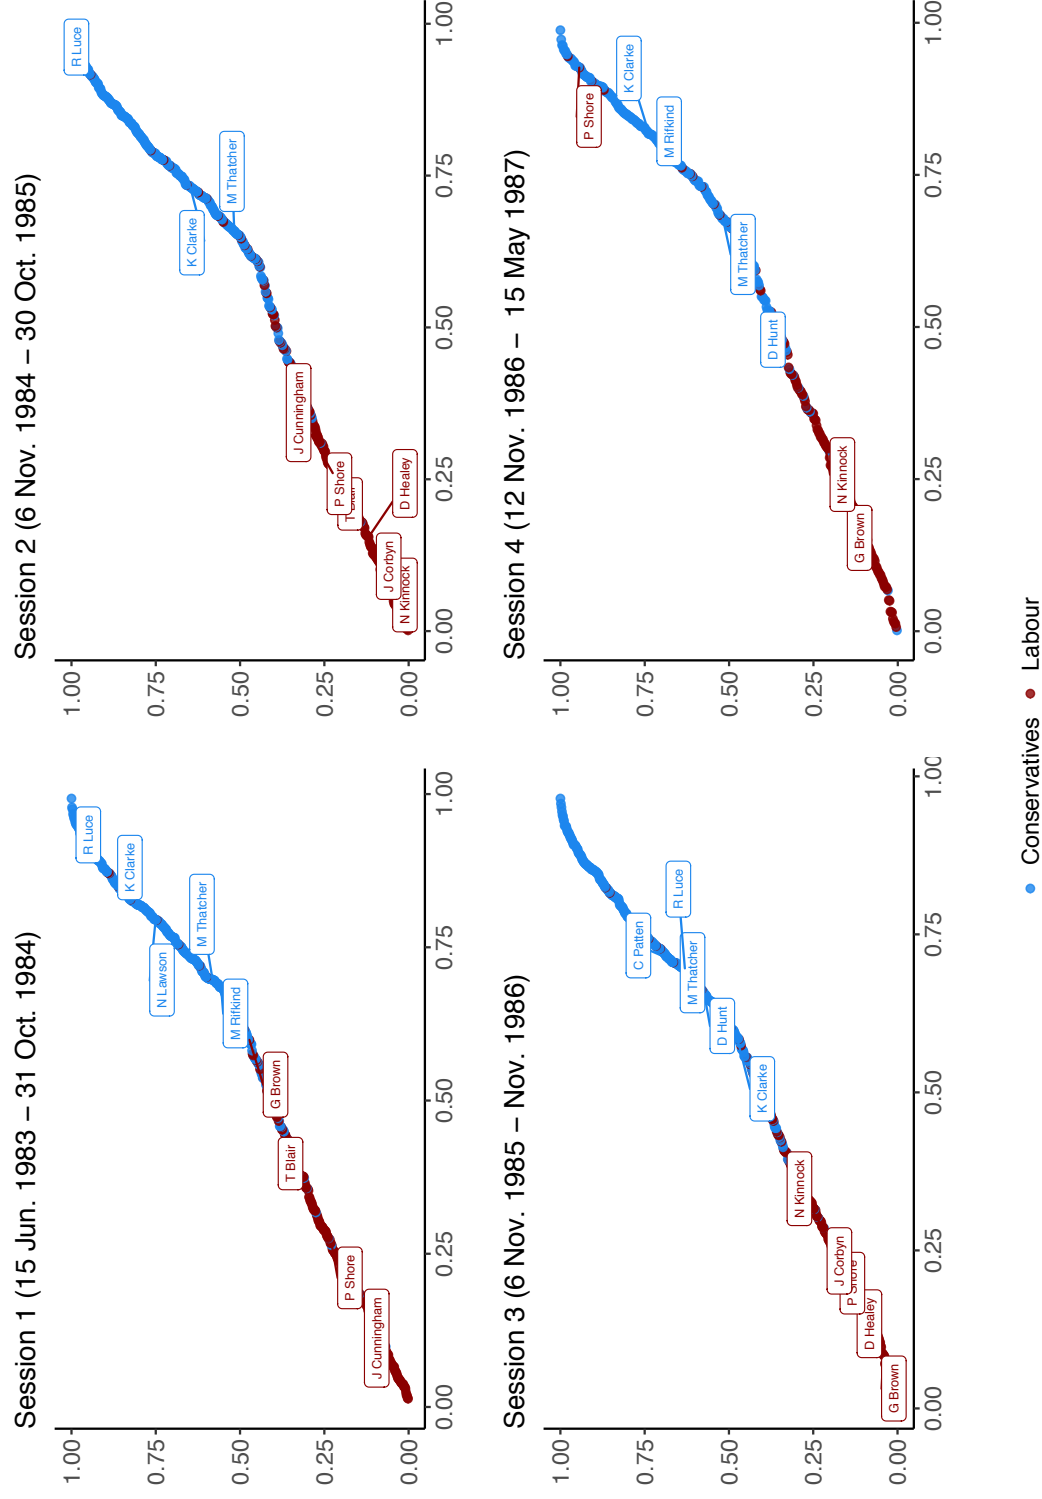 Session 1 (15 Jun. 1983 – 31 Oct. 1984)
1.00
0.75
0.50
0.25
0.00
R Luce
K Clarke
N Lawson
M Thatcher
M Rifkind
G Brown
T Blair
P Shore
J Cunningham
0.00
0.25
0.50
0.75
1.00
Session 2 (6 Nov. 1984 – 30 Oct. 1985)
1.00
0.75
0.50
0.25
0.00
R Luce
K Clarke
M Thatcher
J Cunningham
P Shore
T Blair
D Healey
J Corbyn
N Kinnock
0.00
0.25
0.50
0.75
1.00
Session 3 (6 Nov. 1985 – Nov. 1986)
1.00
0.75
0.50
0.25
0.00
C Patten
R Luce
M Thatcher
D Hunt
K Clarke
N Kinnock
J Corbyn
P Shore
D Healey
G Brown
0.00
0.25
0.50
0.75
1.00
Session 4 (12 Nov. 1986 – 15 May 1987)
1.00
0.75
0.50
0.25
0.00
P Shore
K Clarke
M Rifkind
M Thatcher
D Hunt
N Kinnock
G Brown
0.00
0.25
0.50
0.75
1.00
Conservatives
Labour